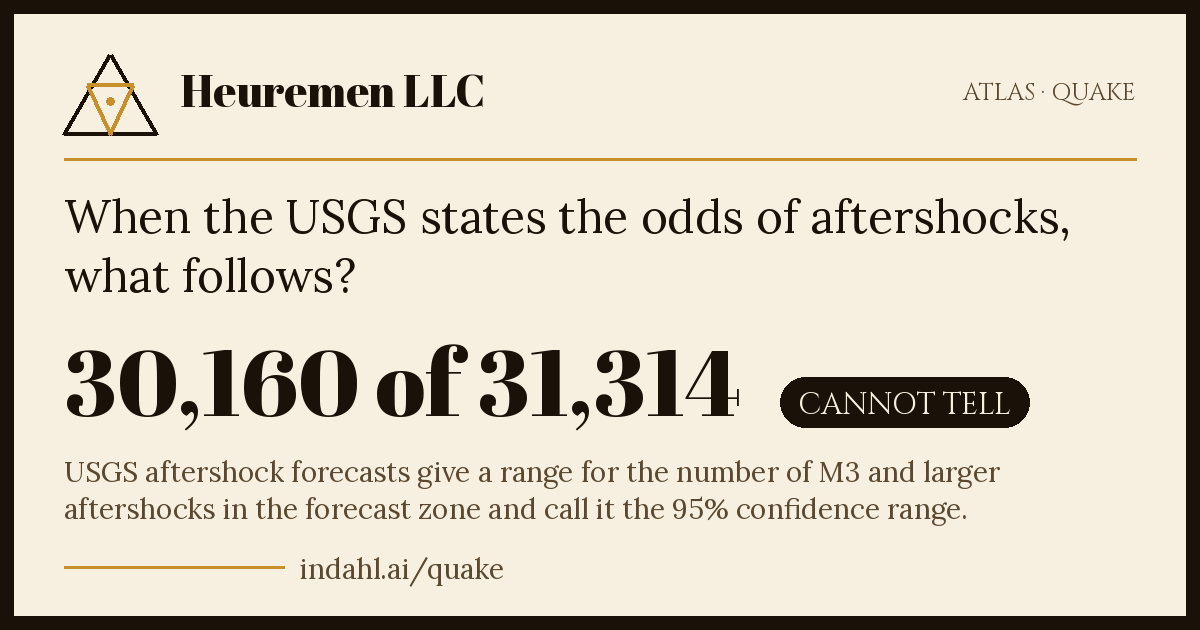 Heuremen LLC
ATLAS · QUAKE
When the USGS states the odds of aftershocks,
what follows?
30,160 of 31,314
CANNOT TELL
USGS aftershock forecasts give a range for the number of M3 and larger
aftershocks in the forecast zone and call it the 95% confidence range.
indahl.ai/quake